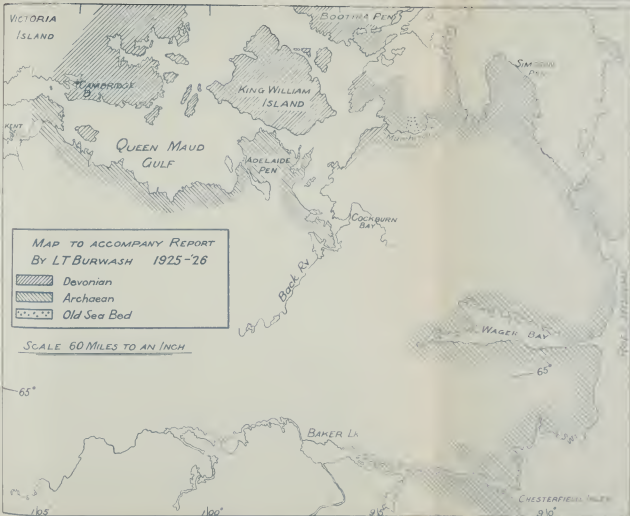 VICTORIA
ISLAND
BOOTHIA PEN
CAMBRIDGE
B
KING WILLIAM
ISLAND
SIMPSON
PEN
KENT
QUEEN MAUD
GULF
ADELAIDE
PEN
COCKBURN
BAY
MAP TO ACCOMPANY REPORT
BY LT BURWASH 1925-'26
Devonian
Archaean
Old Sea Bed
SCALE 60 MILES TO AN INCH
Back Rv
WAGER BAY
65°
65°
BAKER LK
CHESTERFIELD INLET
105°
100°
90°